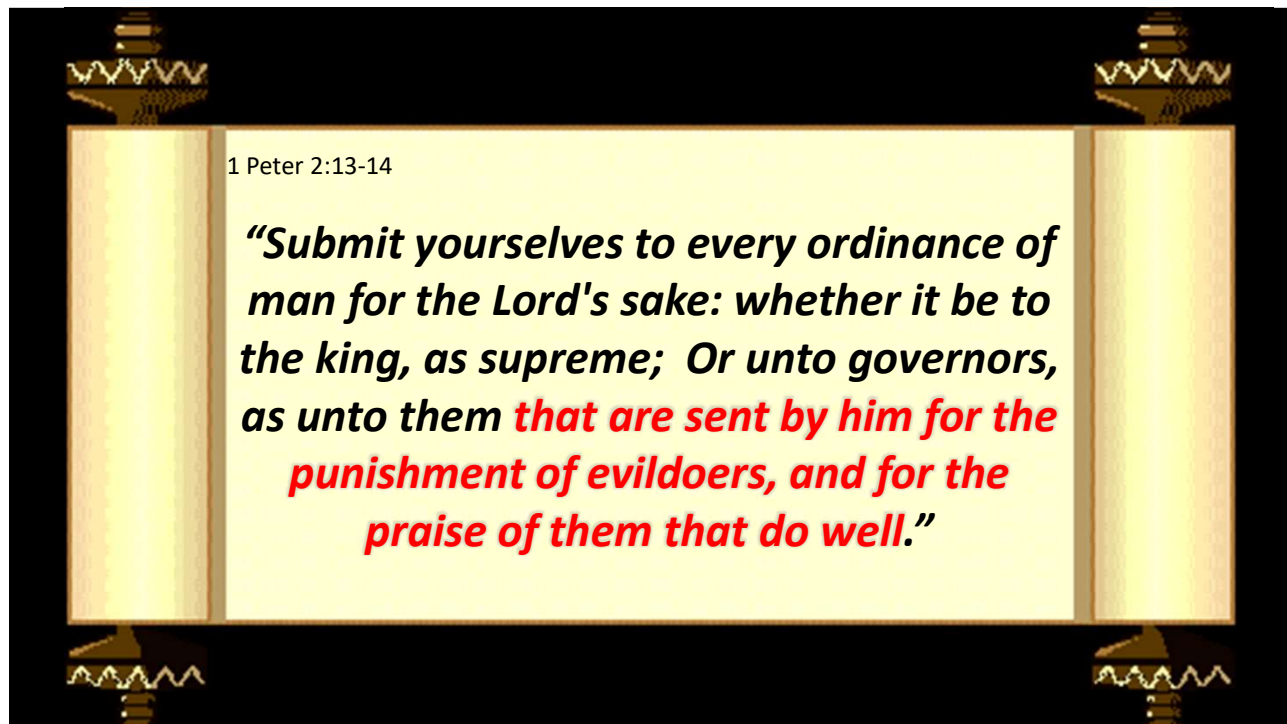 1 Peter 2:13-14
“Submit yourselves to every ordinance of
man for the Lord's sake: whether it be to
the king, as supreme;  Or unto governors,
as unto them that are sent by him for the
punishment of evildoers, and for the
praise of them that do well.”